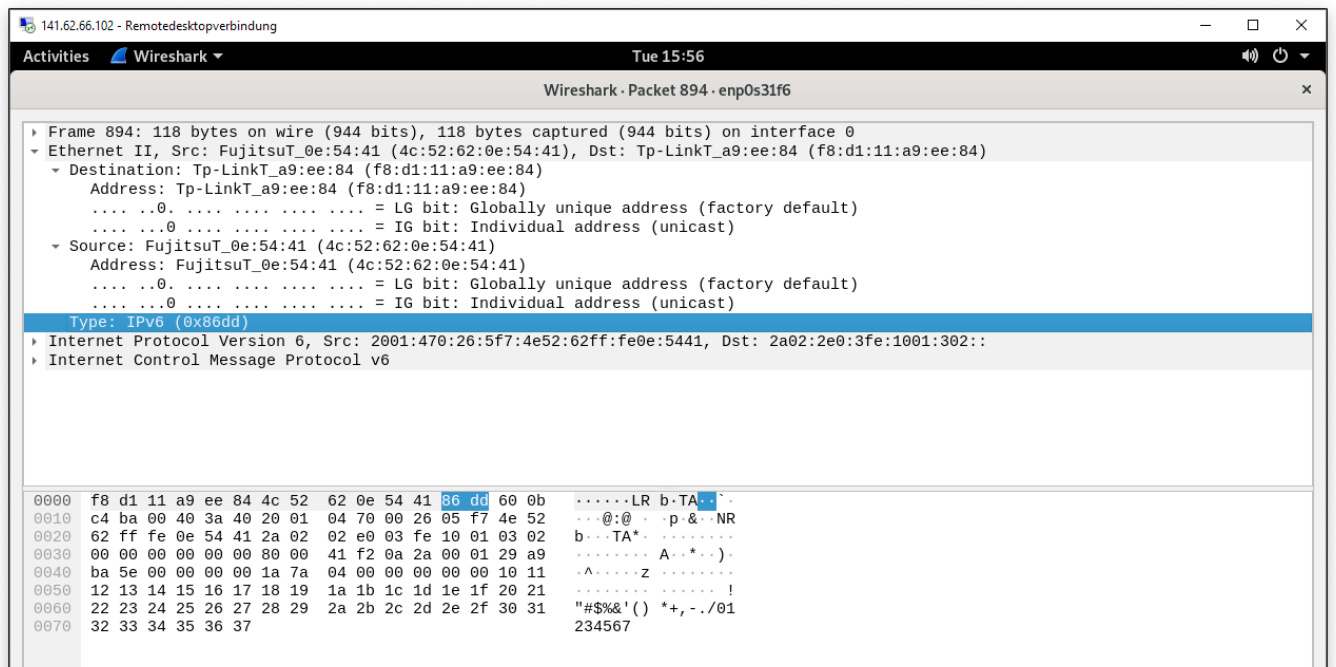 141.62.66.102 - Remotedesktopverbindung
Activities Wireshark Tue 15:56
Wireshark · Packet 894 · enp0s31f6
Frame 894: 118 bytes on wire (944 bits), 118 bytes captured (944 bits) on interface 0
Ethernet II, Src: FujitsuT_0e:54:41 (4c:52:62:0e:54:41), Dst: Tp-LinkT_a9:ee:84 (f8:d1:11:a9:ee:84)
Destination: Tp-LinkT_a9:ee:84 (f8:d1:11:a9:ee:84)
Address: Tp-LinkT_a9:ee:84 (f8:d1:11:a9:ee:84)
.... ..0. .... .... .... .... = LG bit: Globally unique address (factory default)
.... ...0 .... .... .... .... = IG bit: Individual address (unicast)
Source: FujitsuT_0e:54:41 (4c:52:62:0e:54:41)
Address: FujitsuT_0e:54:41 (4c:52:62:0e:54:41)
.... ..0. .... .... .... .... = LG bit: Globally unique address (factory default)
.... ...0 .... .... .... .... = IG bit: Individual address (unicast)
Type: IPv6 (0x86dd)
Internet Protocol Version 6, Src: 2001:470:26:5f7:4e52:62ff:fe0e:5441, Dst: 2a02:2e0:3fe:1001:302::
Internet Control Message Protocol v6
0000 f8 d1 11 a9 ee 84 4c 52 62 0e 54 41 86 dd 60 0b ······LR b·TA··`·
0010 c4 ba 00 40 3a 40 20 01 04 70 00 26 05 f7 4e 52 ···@:@ · ·p·&··NR
0020 62 ff fe 0e 54 41 2a 02 02 e0 03 fe 10 01 03 02 b···TA*· ········
0030 00 00 00 00 00 00 80 00 41 f2 0a 2a 00 01 29 a9 ········ A··*··)·
0040 ba 5e 00 00 00 00 1a 7a 04 00 00 00 00 00 10 11 ·^·····z ········
0050 12 13 14 15 16 17 18 19 1a 1b 1c 1d 1e 1f 20 21 ········ ······ !
0060 22 23 24 25 26 27 28 29 2a 2b 2c 2d 2e 2f 30 31 "#$%&'() *+,-./01
0070 32 33 34 35 36 37 234567